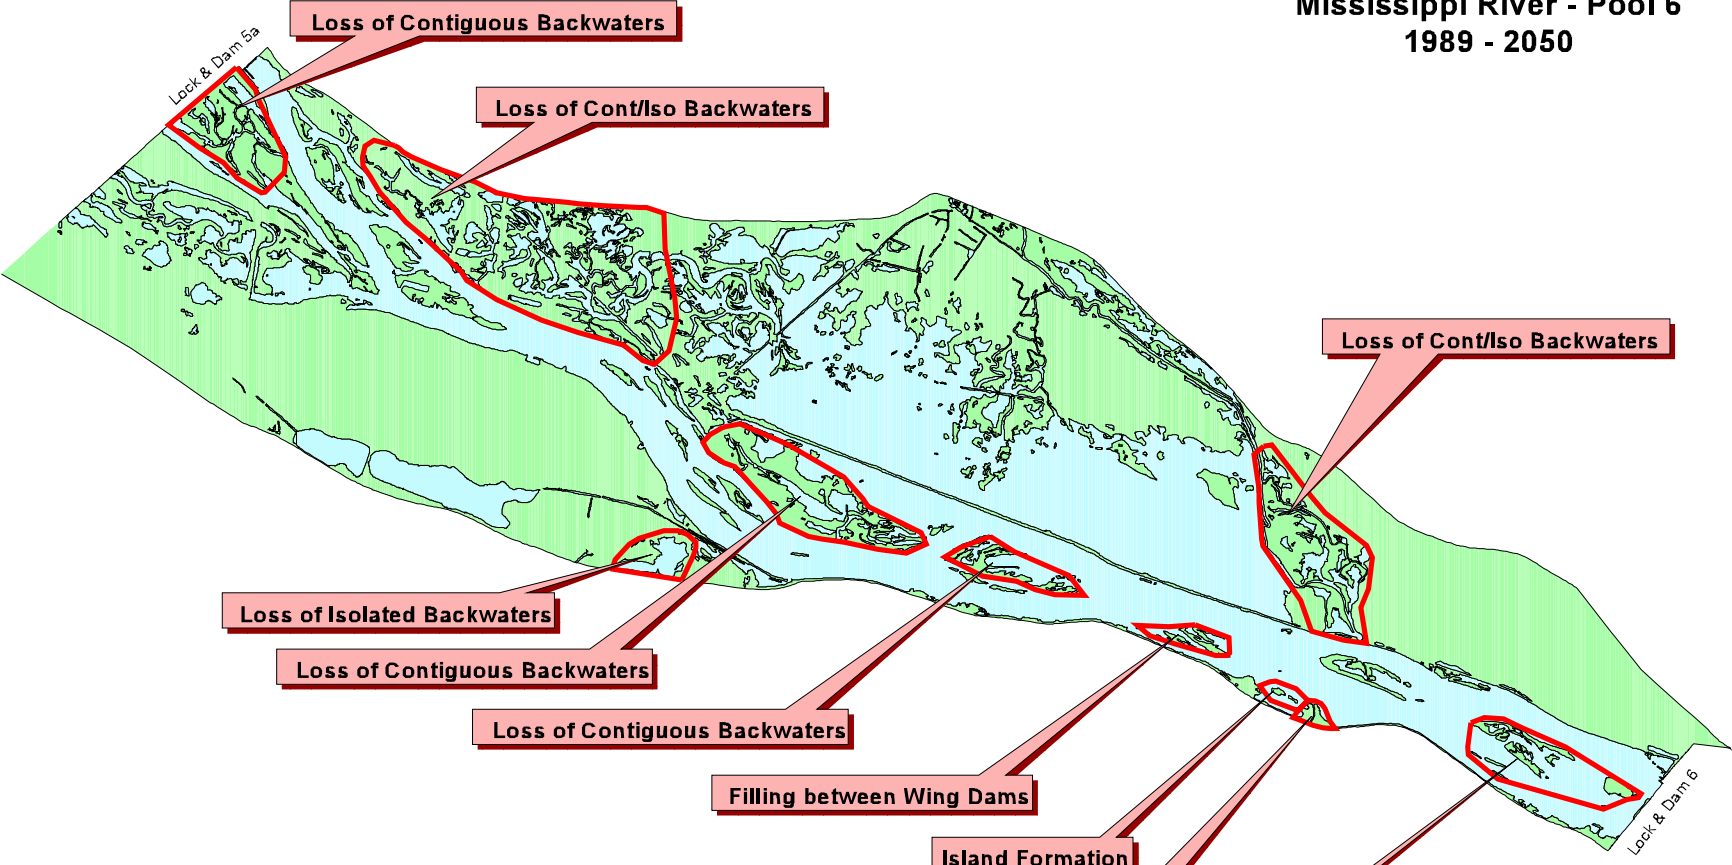 Mississippi River - Pool 6
1989 - 2050
Loss of Contiguous Backwaters
Lock & Dam 5a
Loss of Cont/Iso Backwaters
Loss of Cont/Iso Backwaters
Loss of Isolated Backwaters
Loss of Contiguous Backwaters
Loss of Contiguous Backwaters
Filling between Wing Dams
Island Formation
Lock & Dam 6